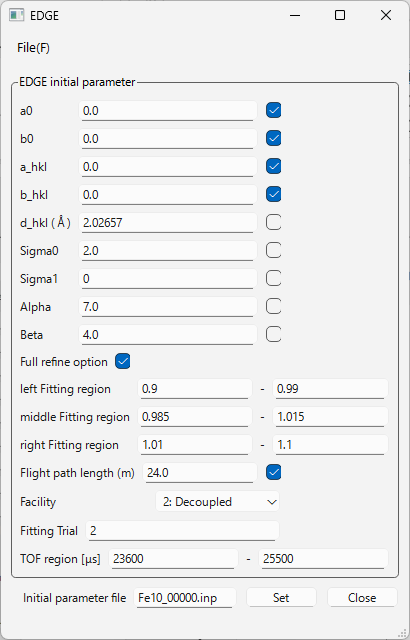 EDGE
File(F)
EDGE initial parameter
a0 0.0
b0 0.0
a_hkl 0.0
b_hkl 0.0
d_hkl (Å) 2.02657
Sigma0 2.0
Sigma1 0
Alpha 7.0
Beta 4.0
Full refine option
left Fitting region 0.9 - 0.99
middle Fitting region 0.985 - 1.015
right Fitting region 1.01 - 1.1
Flight path length (m) 24.0
Facility 2: Decoupled
Fitting Trial 2
TOF region [μs] 23600 - 25500
Initial parameter file Fe10_00000.inp Set Close